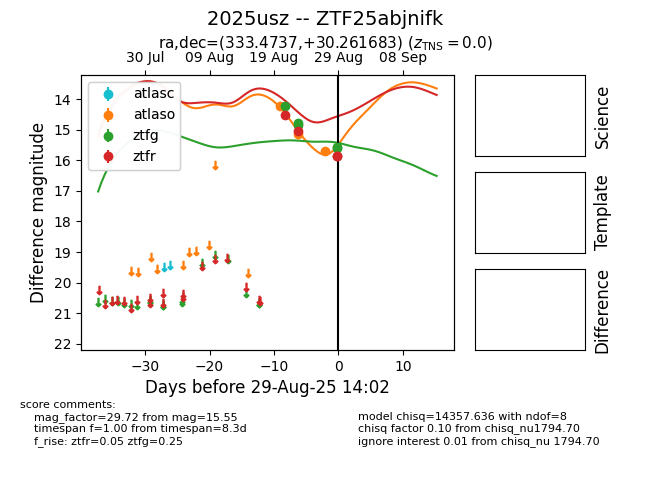 2025usz -- ZTF25abjnifk
ra,dec=(333.4737,+30.261683) (z_TNS = 0.0)
30 Jul 09 Aug 19 Aug 29 Aug 08 Sep
atlasc
atlaso
ztfg
ztfr
14
15
16
17
18
19
20
21
22
Difference magnitude
−30 −20 −10 0 10
Days before 29-Aug-25 14:02
Science
Template
Difference
score comments:
mag_factor=29.72 from mag=15.55
timespan f=1.00 from timespan=8.3d
f_rise: ztfr=0.05 ztfg=0.25
model chisq=14357.636 with ndof=8
chisq factor 0.10 from chisq_nu1794.70
ignore interest 0.01 from chisq_nu 1794.70